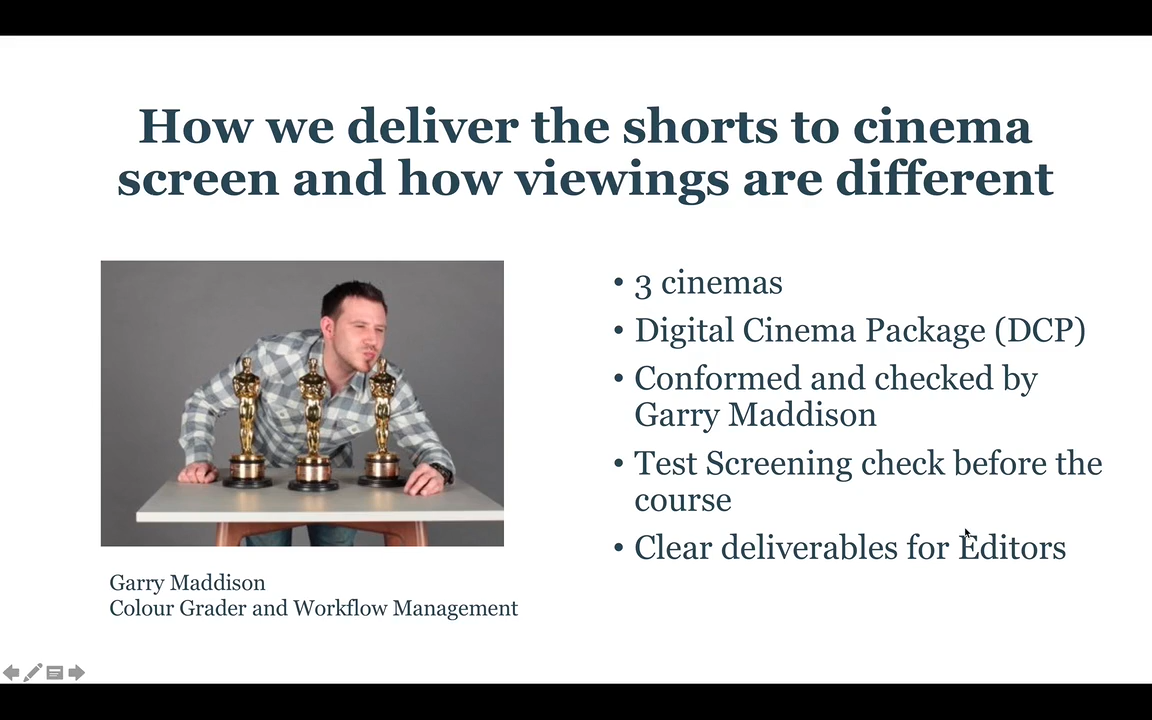 How we deliver the shorts to cinema
screen and how viewings are different
• 3 cinemas
• Digital Cinema Package (DCP)
• Conformed and checked by
Garry Maddison
• Test Screening check before the
course
• Clear deliverables for Editors
Garry Maddison
Colour Grader and Workflow Management